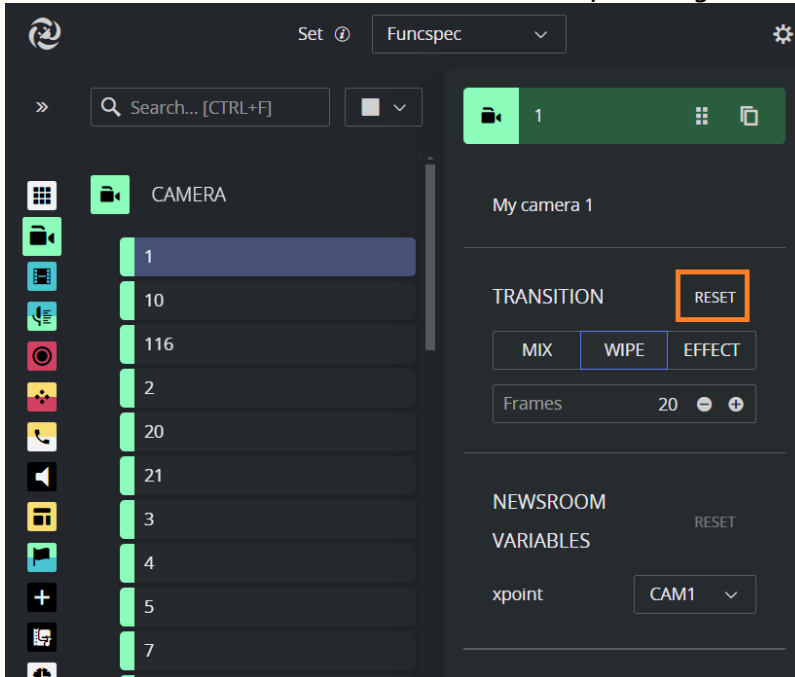 Set Funcspec
Search... [CTRL+F]
CAMERA
1
10
116
2
20
21
3
4
5
7
1
My camera 1
TRANSITION RESET
MIX WIPE EFFECT
Frames 20
NEWSROOM VARIABLES RESET
xpoint CAM1